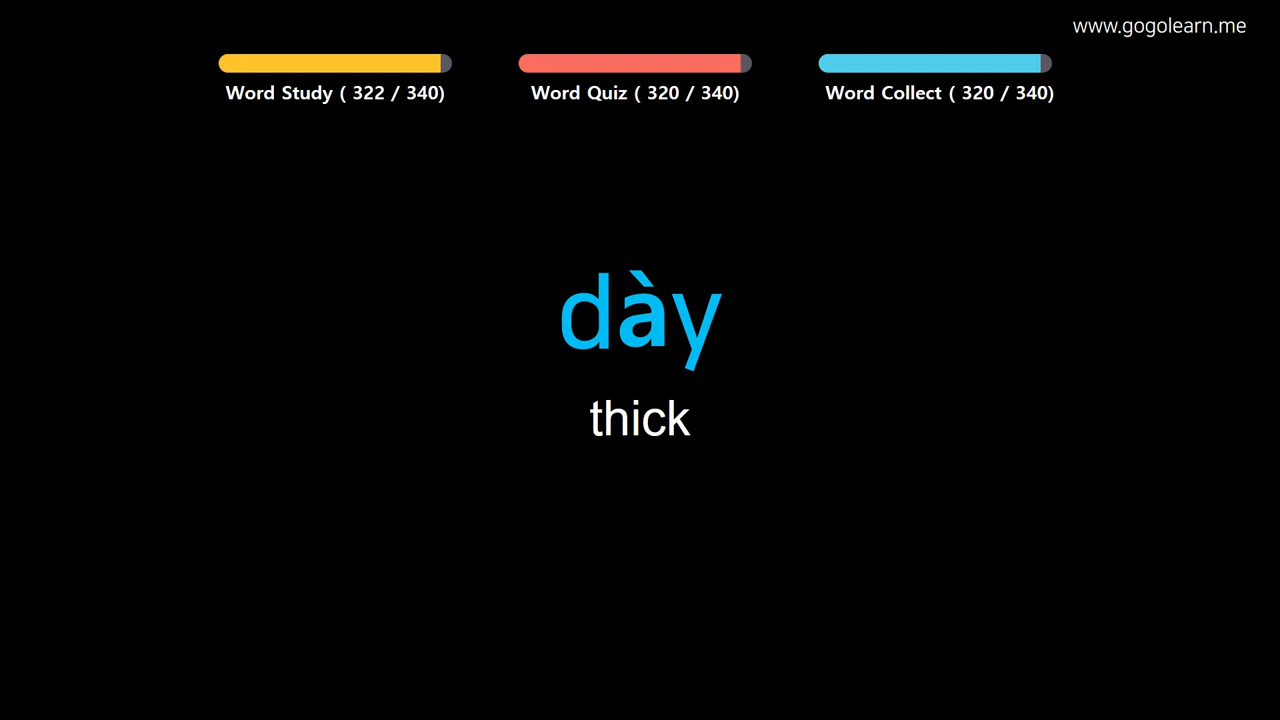 www.gogolearn.me
Word Study ( 322 / 340)
Word Quiz ( 320 / 340)
Word Collect ( 320 / 340)
dày
thick